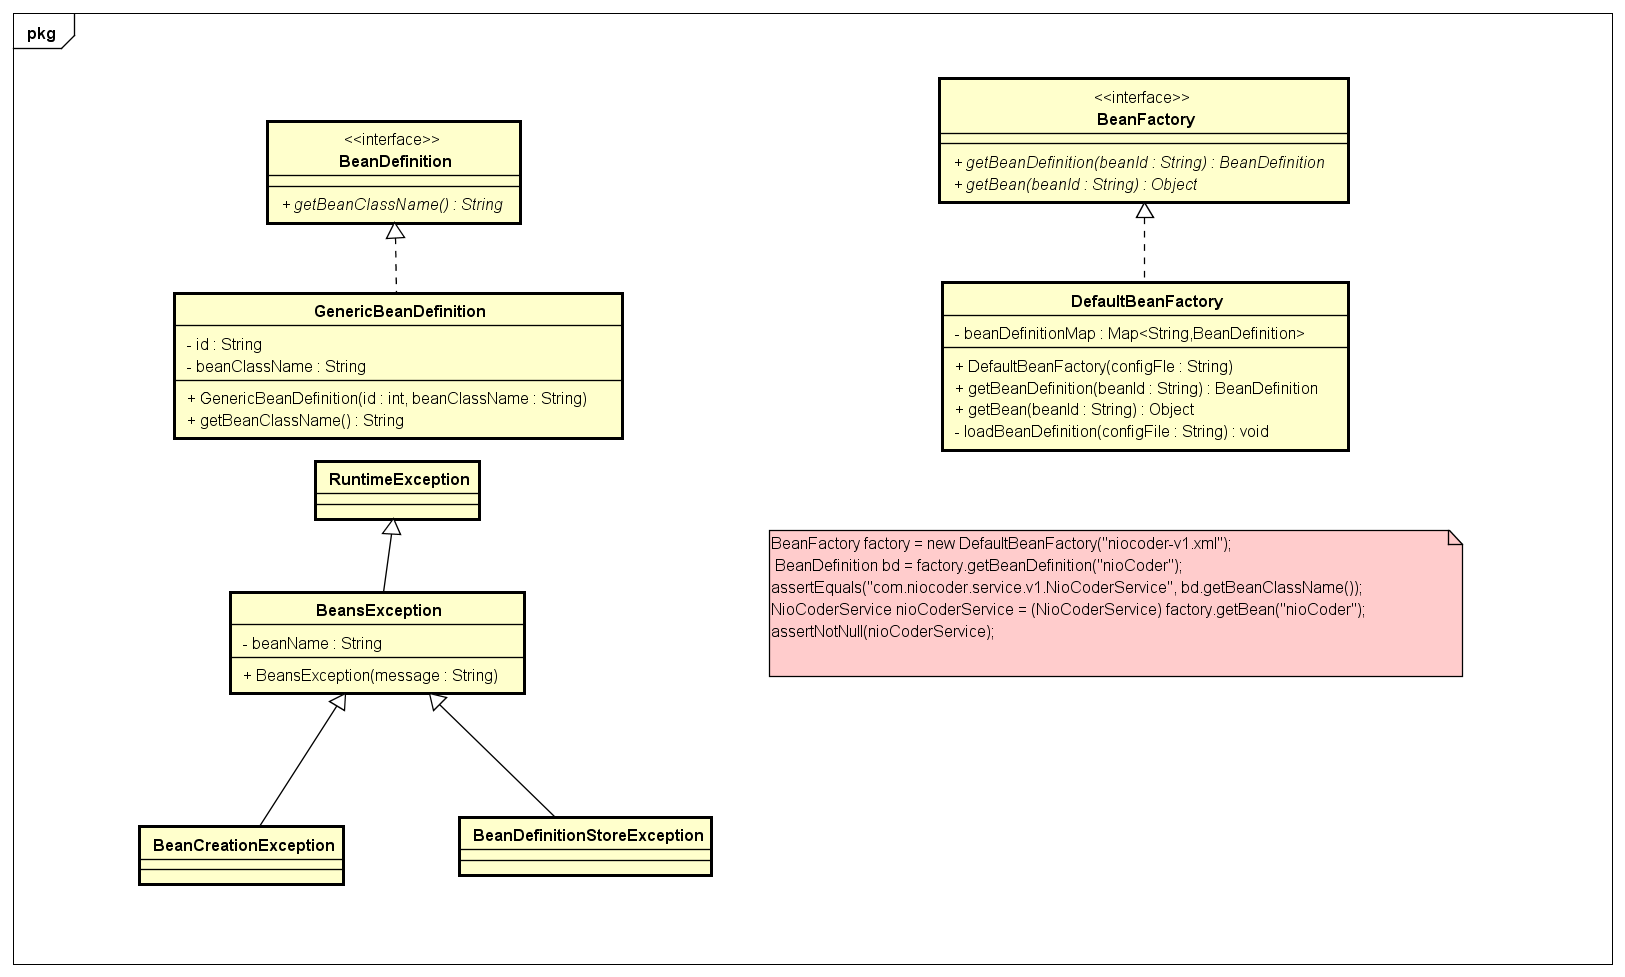 pkg
<<interface>>
BeanDefinition
+ getBeanClassName() : String
GenericBeanDefinition
- id : String
- beanClassName : String
+ GenericBeanDefinition(id : int, beanClassName : String)
+ getBeanClassName() : String
RuntimeException
BeansException
- beanName : String
+ BeansException(message : String)
BeanCreationException
BeanDefinitionStoreException
<<interface>>
BeanFactory
+ getBeanDefinition(beanId : String) : BeanDefinition
+ getBean(beanId : String) : Object
DefaultBeanFactory
- beanDefinitionMap : Map<String,BeanDefinition>
+ DefaultBeanFactory(configFle : String)
+ getBeanDefinition(beanId : String) : BeanDefinition
+ getBean(beanId : String) : Object
- loadBeanDefinition(configFile : String) : void
BeanFactory factory = new DefaultBeanFactory("niocoder-v1.xml");
BeanDefinition bd = factory.getBeanDefinition("nioCoder");
assertEquals("com.niocoder.service.v1.NioCoderService", bd.getBeanClassName());
NioCoderService nioCoderService = (NioCoderService) factory.getBean("nioCoder");
assertNotNull(nioCoderService);